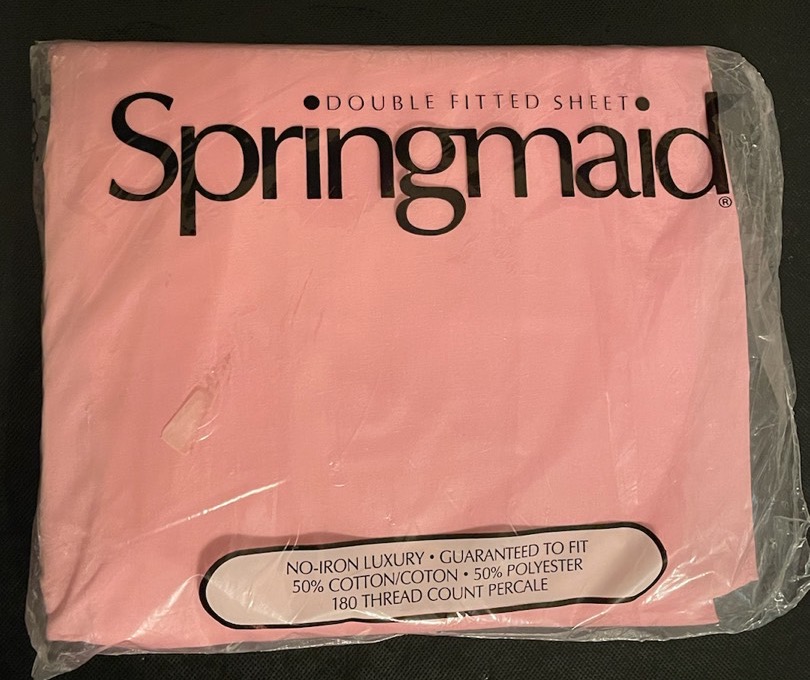 •DOUBLE FITTED SHEET•
Springmaid®
NO-IRON LUXURY • GUARANTEED TO FIT
50% COTTON/COTON • 50% POLYESTER
180 THREAD COUNT PERCALE